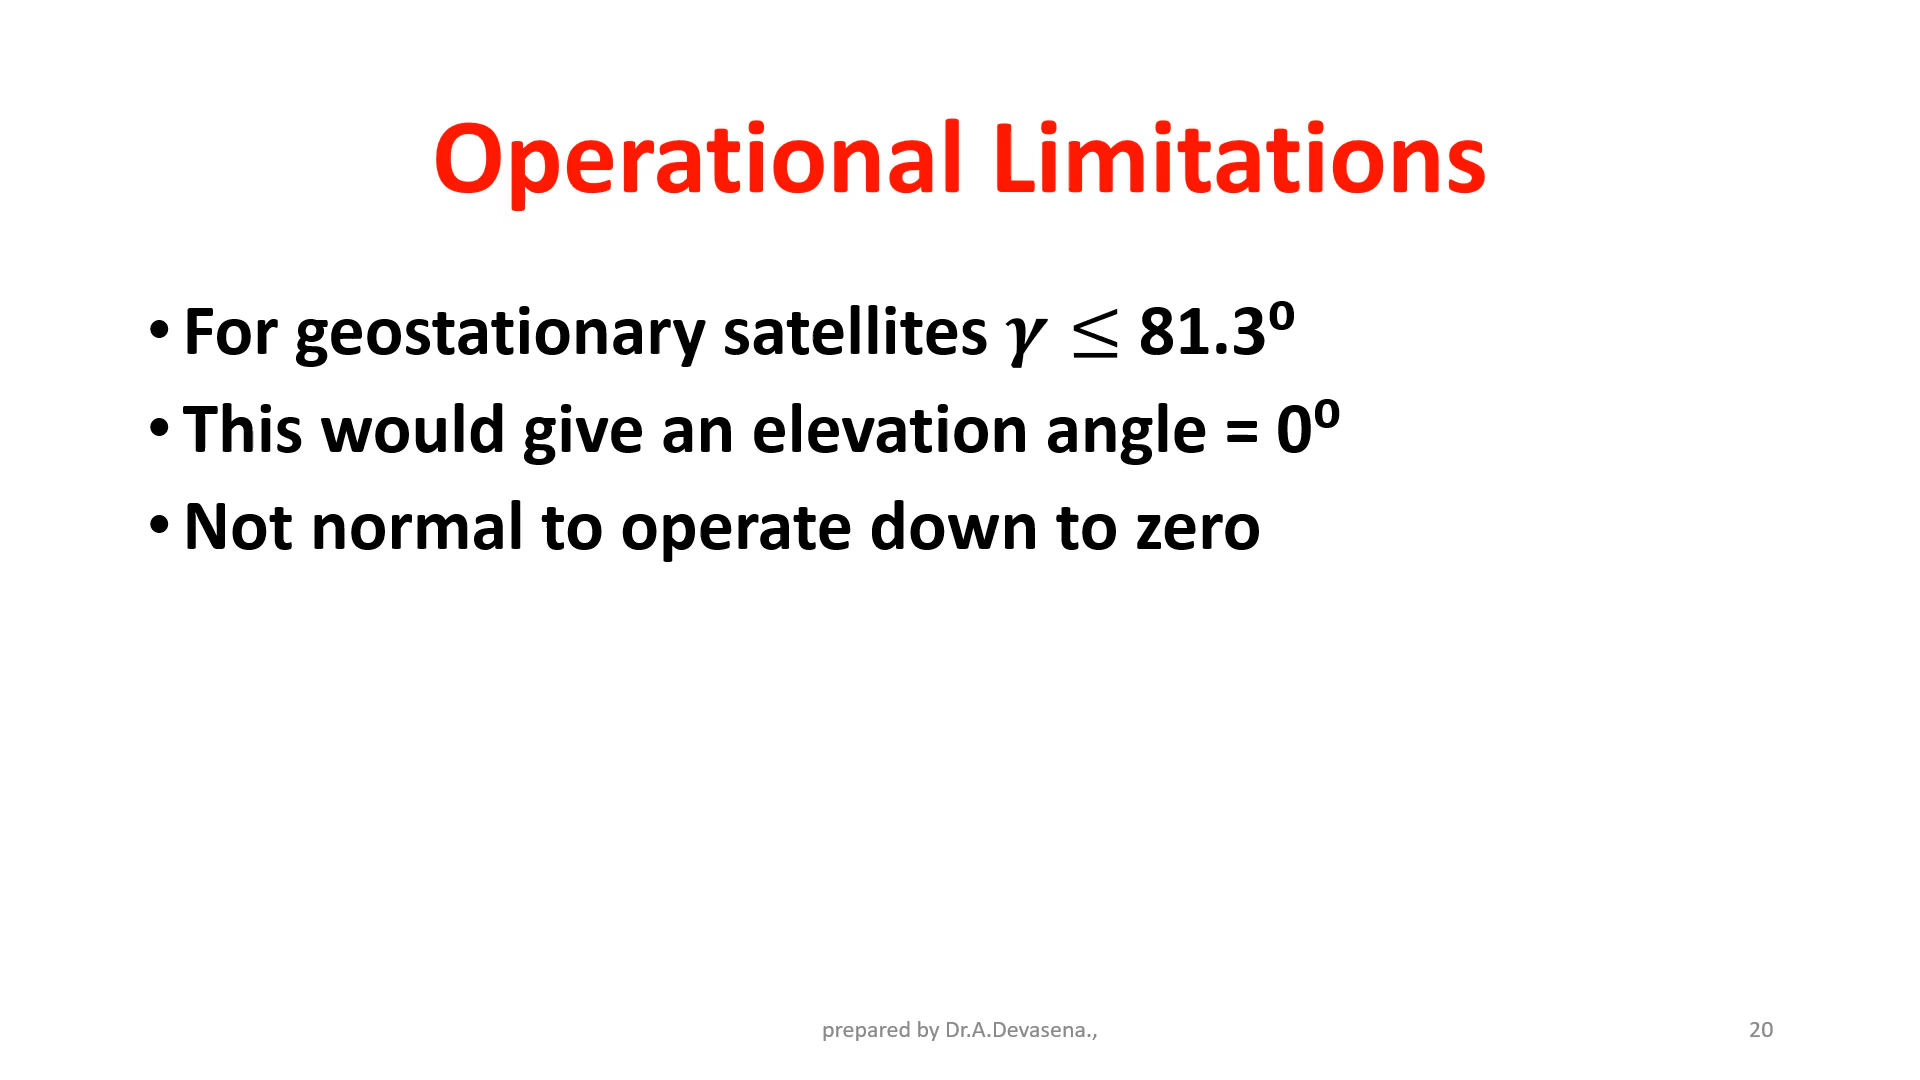 Operational Limitations
• For geostationary satellites γ ≤ 81.3⁰
• This would give an elevation angle = 0⁰
• Not normal to operate down to zero
prepared by Dr.A.Devasena.,
20